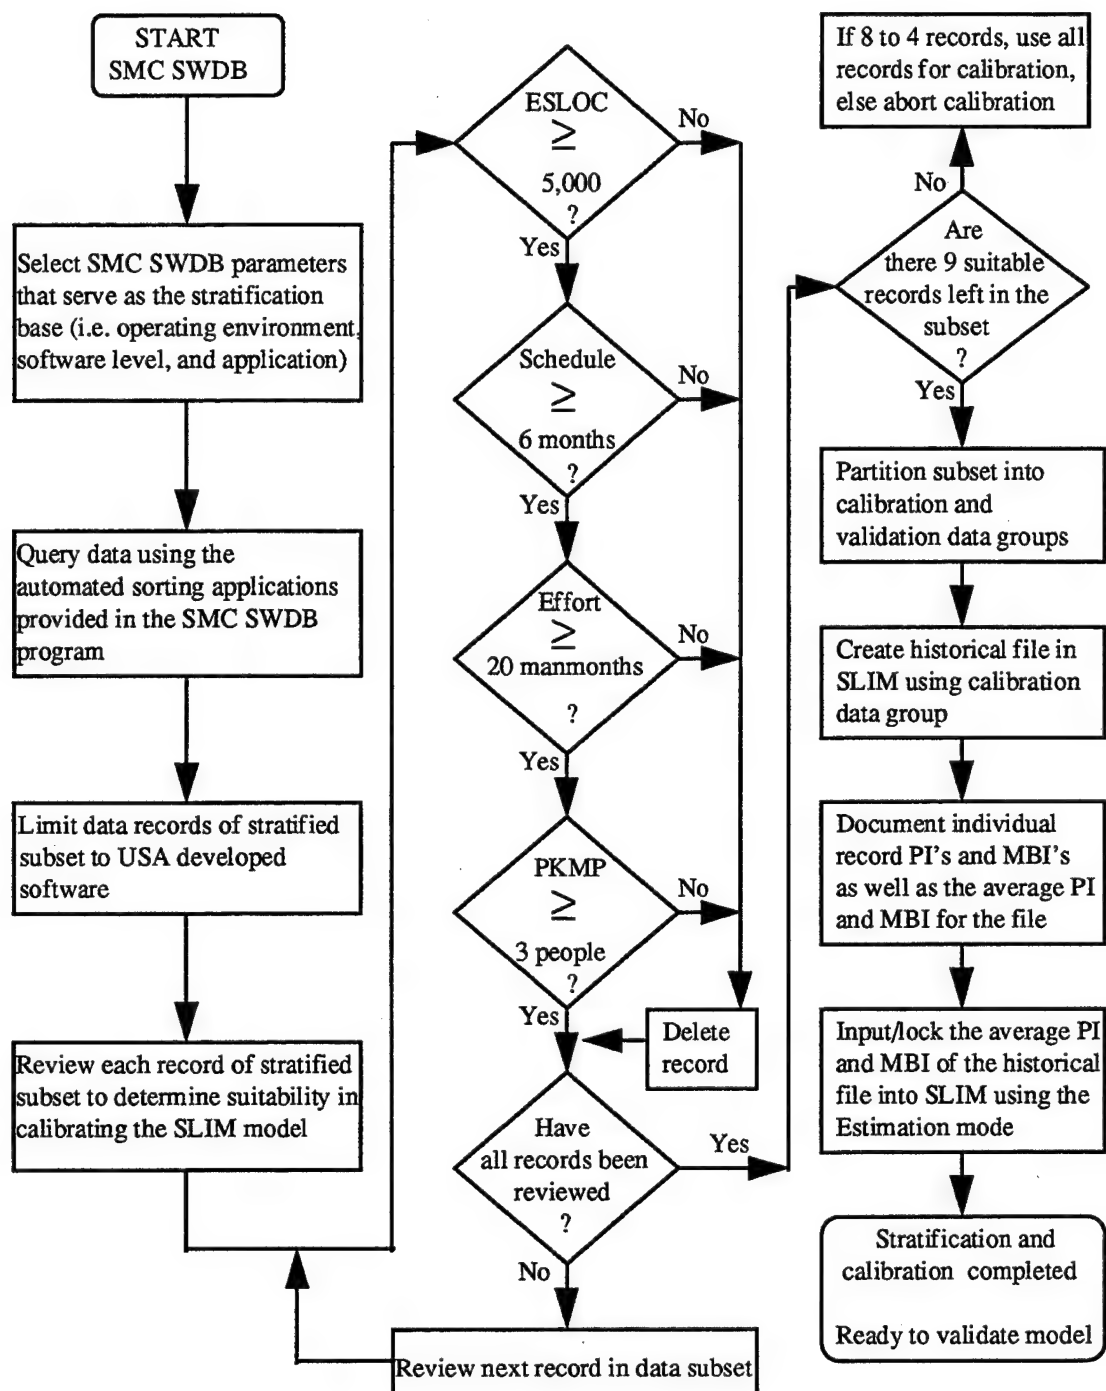 START
SMC SWDB
Select SMC SWDB parameters
that serve as the stratification
base (i.e. operating environment,
software level, and application)
Query data using the
automated sorting applications
provided in the SMC SWDB
program
Limit data records of stratified
subset to USA developed
software
Review each record of stratified
subset to determine suitability in
calibrating the SLIM model
ESLOC
≥
5,000
?
No
Yes
Schedule
≥
6 months
?
No
Yes
Effort
≥
20 manmonths
?
No
Yes
PKMP
≥
3 people
?
No
Yes
Delete
record
Have
all records been
reviewed
?
Yes
No
Review next record in data subset
If 8 to 4 records, use all
records for calibration,
else abort calibration
No
Are
there 9 suitable
records left in the
subset
?
Yes
Partition subset into
calibration and
validation data groups
Create historical file in
SLIM using calibration
data group
Document individual
record PI's and MBI's
as well as the average PI
and MBI for the file
Input/lock the average PI
and MBI of the historical
file into SLIM using the
Estimation mode
Stratification and
calibration completed
Ready to validate model